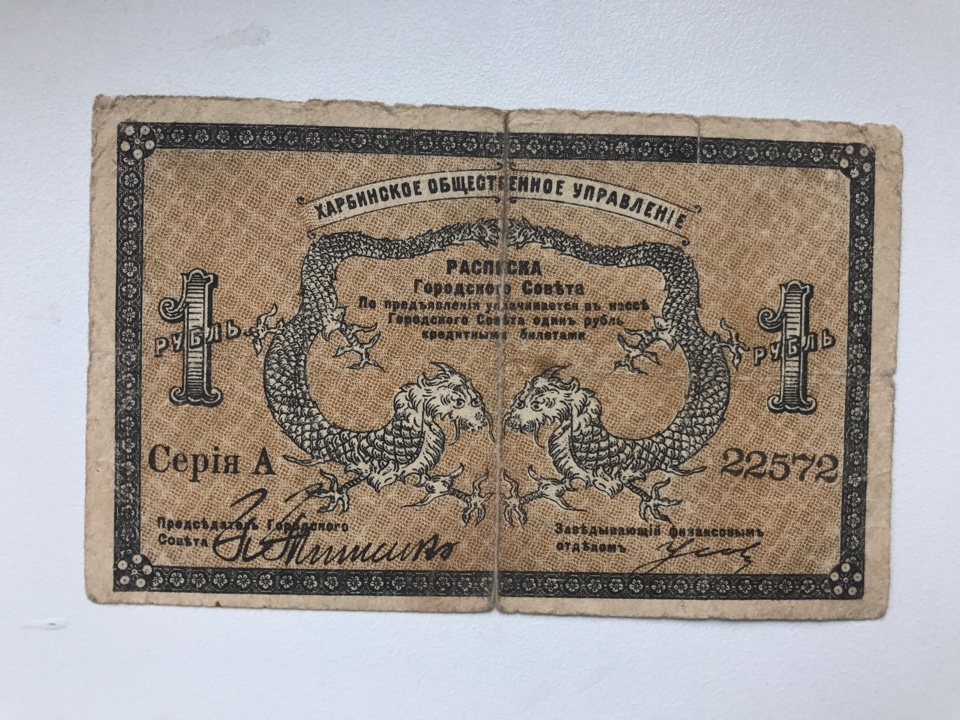 ХАРБИНСКОЕ ОБЩЕСТВЕННОЕ УПРАВЛЕНІЕ
РАСПИСКА
Городского Совѣта
По предъявленіи уплачивается въ кассѣ
Городского Совѣта одинъ рубль
кредитными билетами
1 РУБЛЬ
1 РУБЛЬ
Серія А
22572
Предсѣдатель Городского
Совѣта
Завѣдывающій финансовымъ
отдѣломъ